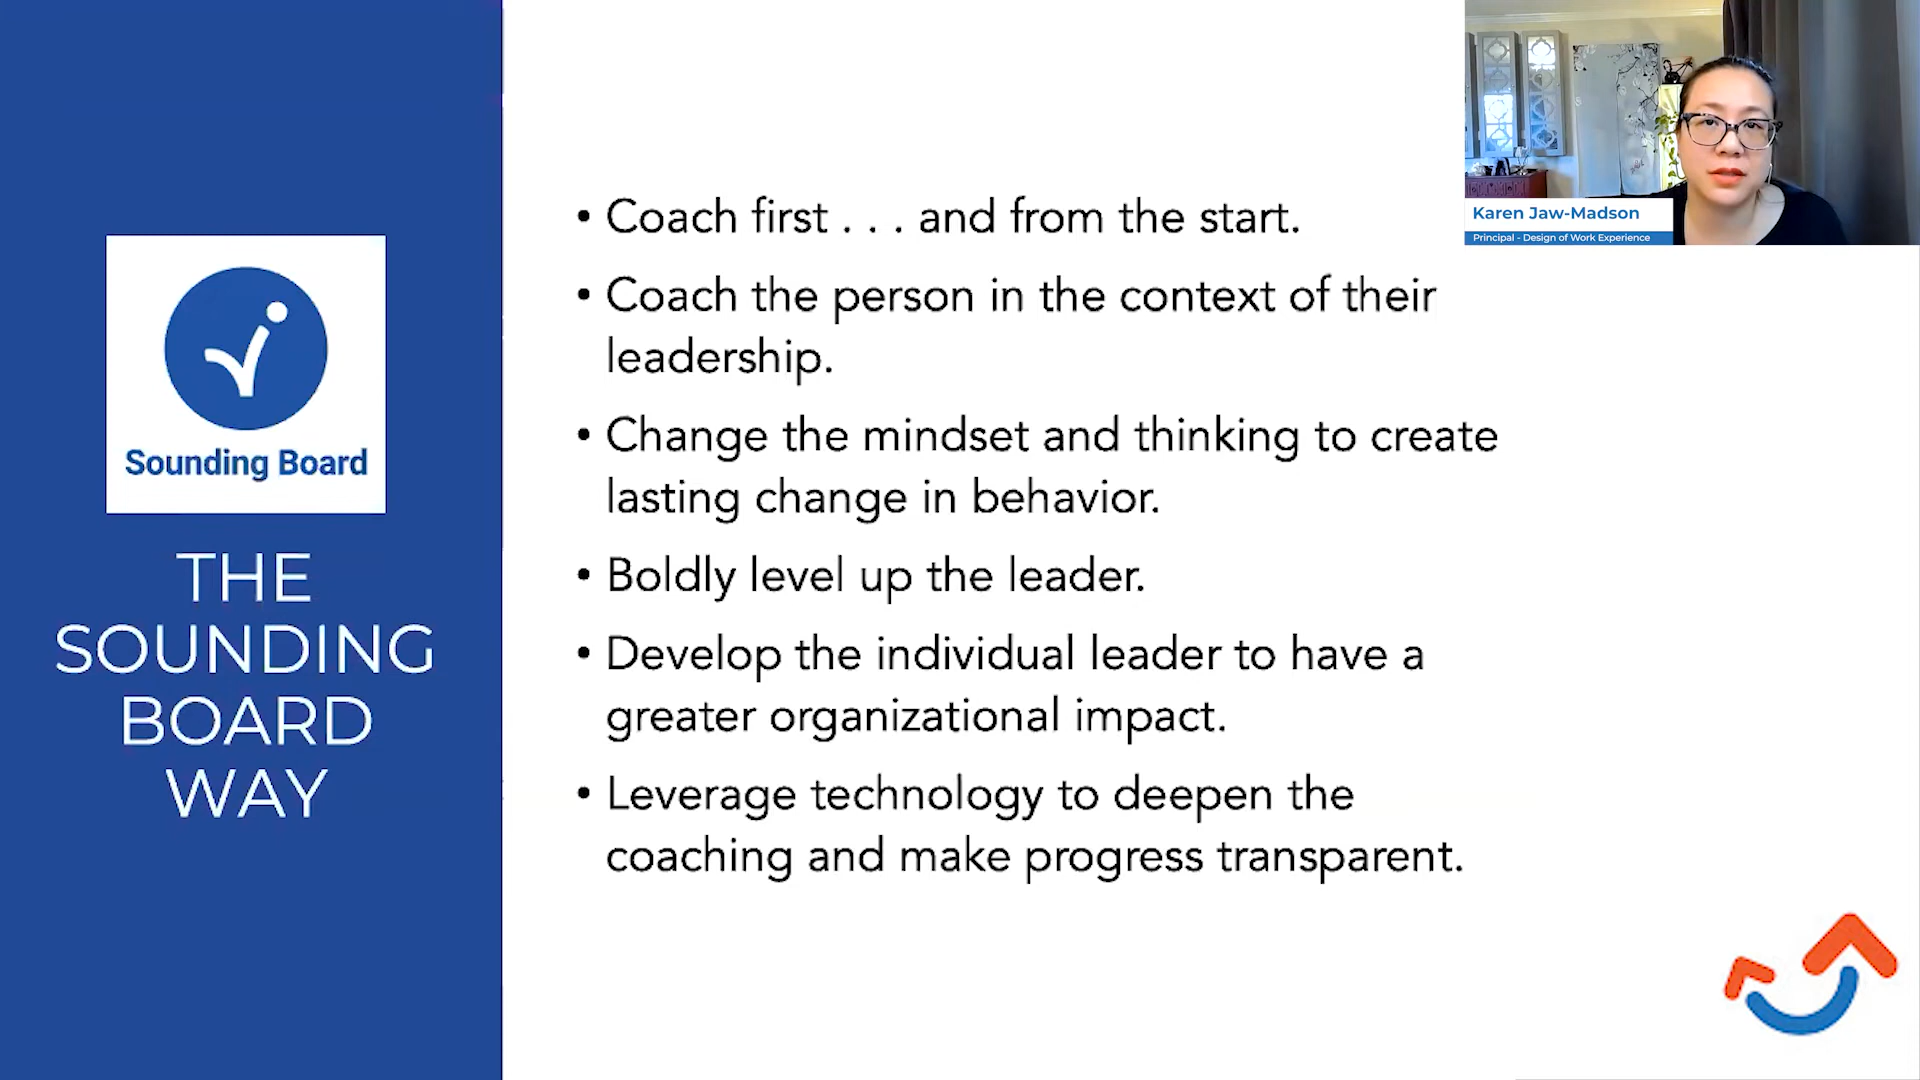 Sounding Board
THE
SOUNDING
BOARD
WAY
• Coach first . . . and from the start.
• Coach the person in the context of their
leadership.
• Change the mindset and thinking to create
lasting change in behavior.
• Boldly level up the leader.
• Develop the individual leader to have a
greater organizational impact.
• Leverage technology to deepen the
coaching and make progress transparent.
Karen Jaw-Madson
Principal - Design of Work Experience